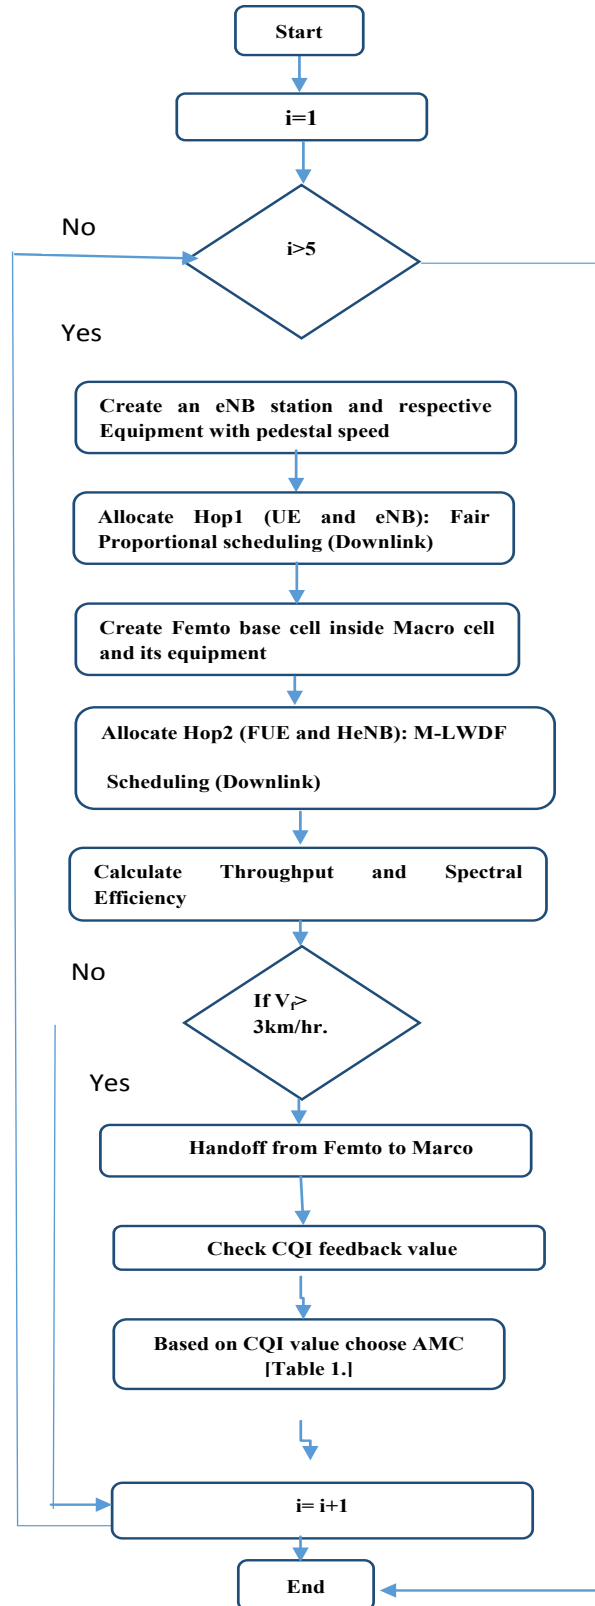 Start
i=1
No
i>5
Yes
Create an eNB station and respective
Equipment with pedestal speed
Allocate Hop1 (UE and eNB): Fair
Proportional scheduling (Downlink)
Create Femto base cell inside Macro cell
and its equipment
Allocate Hop2 (FUE and HeNB): M-LWDF
Scheduling (Downlink)
Calculate Throughput and Spectral
Efficiency
No
If Vf>
3km/hr.
Yes
Handoff from Femto to Marco
Check CQI feedback value
Based on CQI value choose AMC
[Table 1.]
i= i+1
End